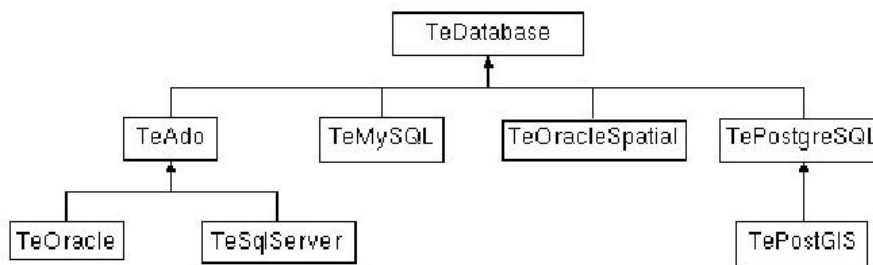 TeDatabase
TeAdo
TeMySQL
TeOracleSpatial
TePostgreSQL
TeOracle
TeSqlServer
TePostGIS